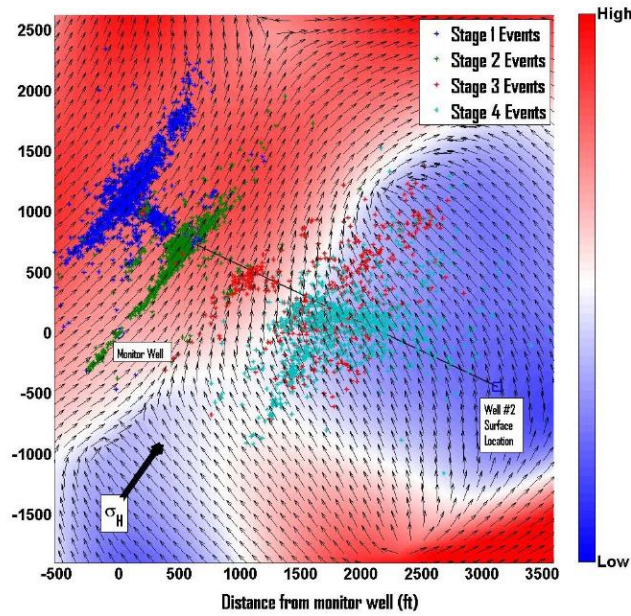 High
Stage 1 Events
Stage 2 Events
Stage 3 Events
Stage 4 Events
2500
2000
1500
1000
500
0
-500
-1000
-1500
Monitor Well
Well #2
Surface
Location
σH
Low
-500 0 500 1000 1500 2000 2500 3000 3500
Distance from monitor well (ft)